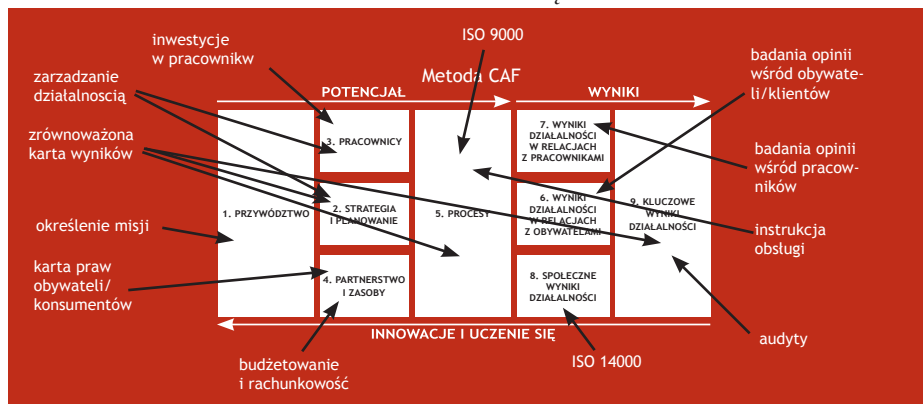 inwestycje
w pracownikw
ISO 9000
Metoda CAF
badania opinii
wśród obywate-
li/klientów
zarzadzanie
działalnoscią
POTENCJAŁ
WYNIKI
3. PRACOWNICY
7. WYNIKI
DZIAŁALNOŚCI
W RELACJACH
Z PRACOWNIKAMI
zrównoważona
karta wyników
badania opinii
wśród pracow-
ników
1. PRZYWÓDZTWO
2. STRATEGIA
I PLANOWANIE
5. PROCESY
6. WYNIKI
DZIAŁALNOŚCI
W RELACJACH
Z OBYWATELAMI
9. KLUCZOWE
WYNIKI
DZIAŁALNOŚCI
określenie misji
instrukcja
obsługi
karta praw
obywateli/
konsumentów
4. PARTNERSTWO
I ZASOBY
8. SPOŁECZNE
WYNIKI
DZIAŁALNOŚCI
INNOWACJE I UCZENIE SIĘ
audyty
budżetowanie
i rachunkowość
ISO 14000